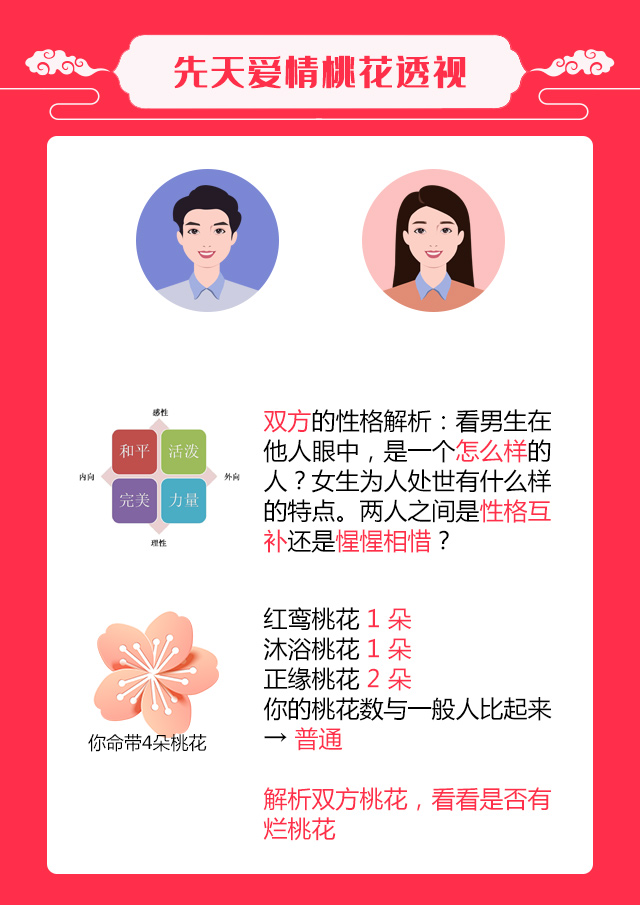 先天爱情桃花透视
感性
和平 活泼
内向 外向
完美 力量
理性
双方的性格解析：看男生在
他人眼中，是一个怎么样的
人？女生为人处世有什么样
的特点。两人之间是性格互
补还是惺惺相惜？
你命带4朵桃花
红鸾桃花 1 朵
沐浴桃花 1 朵
正缘桃花 2 朵
你的桃花数与一般人比起来
→ 普通
解析双方桃花，看看是否有
烂桃花